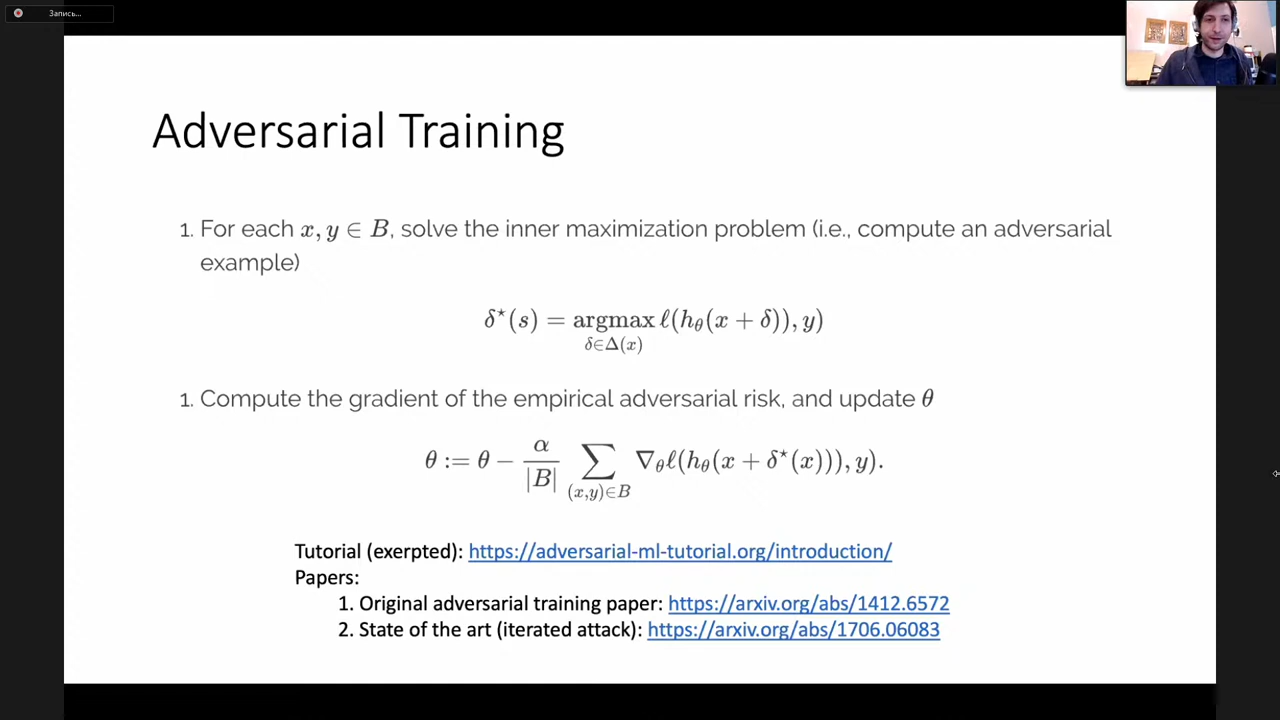 Запись...
Adversarial Training
1. For each x, y ∈ B, solve the inner maximization problem (i.e., compute an adversarial
example)
δ⋆(s) = argmax ℓ(hθ(x + δ)), y)
δ∈Δ(x)
1. Compute the gradient of the empirical adversarial risk, and update θ
θ := θ − α/|B| ∑ ∇θℓ(hθ(x + δ⋆(x))), y).
(x,y)∈B
Tutorial (exerpted): https://adversarial-ml-tutorial.org/introduction/
Papers:
1. Original adversarial training paper: https://arxiv.org/abs/1412.6572
2. State of the art (iterated attack): https://arxiv.org/abs/1706.06083